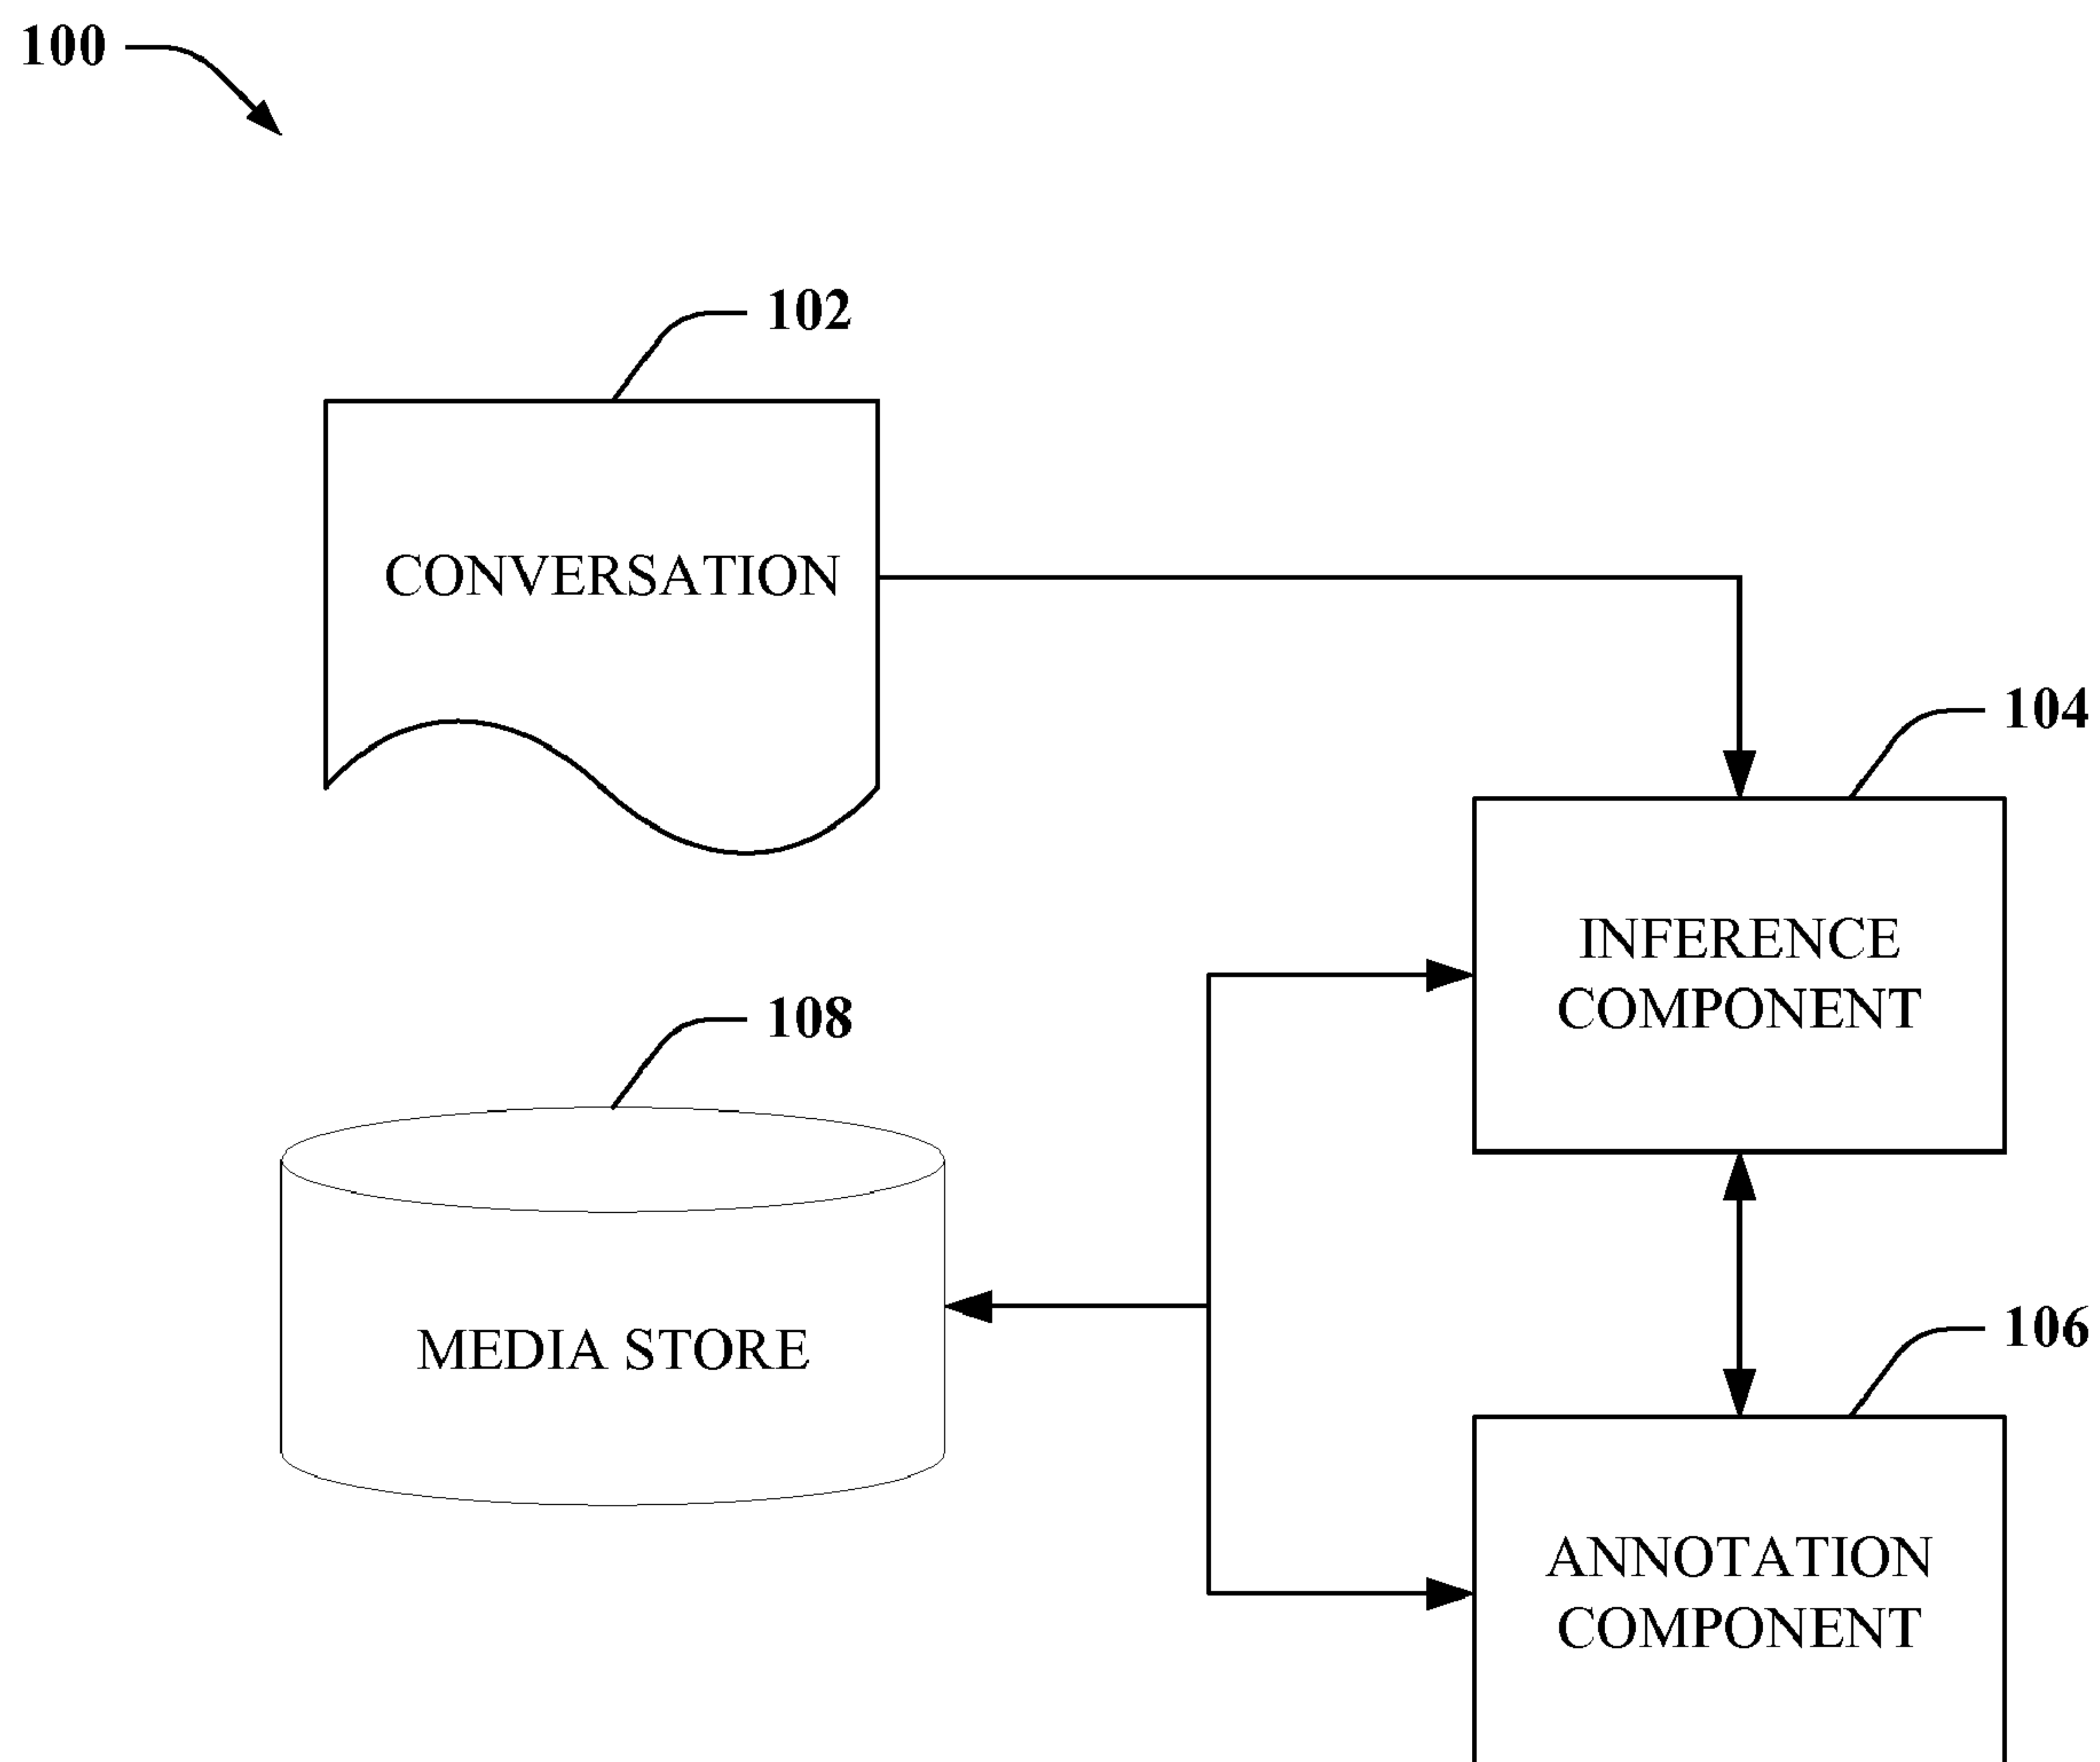 100
102
CONVERSATION
104
INFERENCE
COMPONENT
108
MEDIA STORE
106
ANNOTATION
COMPONENT